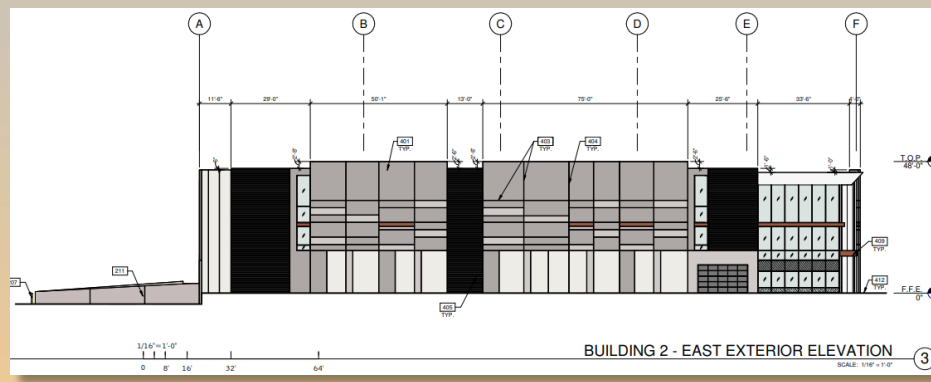 A B C D E F
11'-6" 29'-0" 50'-1" 13'-0" 75'-0" 25'-6" 33'-6"
401 TYP.
403 TYP.
404 TYP.
T.O.P.
48'-0"
211
409 TYP.
412 TYP.
405 TYP.
F.F.E.
0"
1/16"=1'-0"
0 8' 16' 32' 64'
BUILDING 2 - EAST EXTERIOR ELEVATION
SCALE: 1/16" = 1'-0"
3